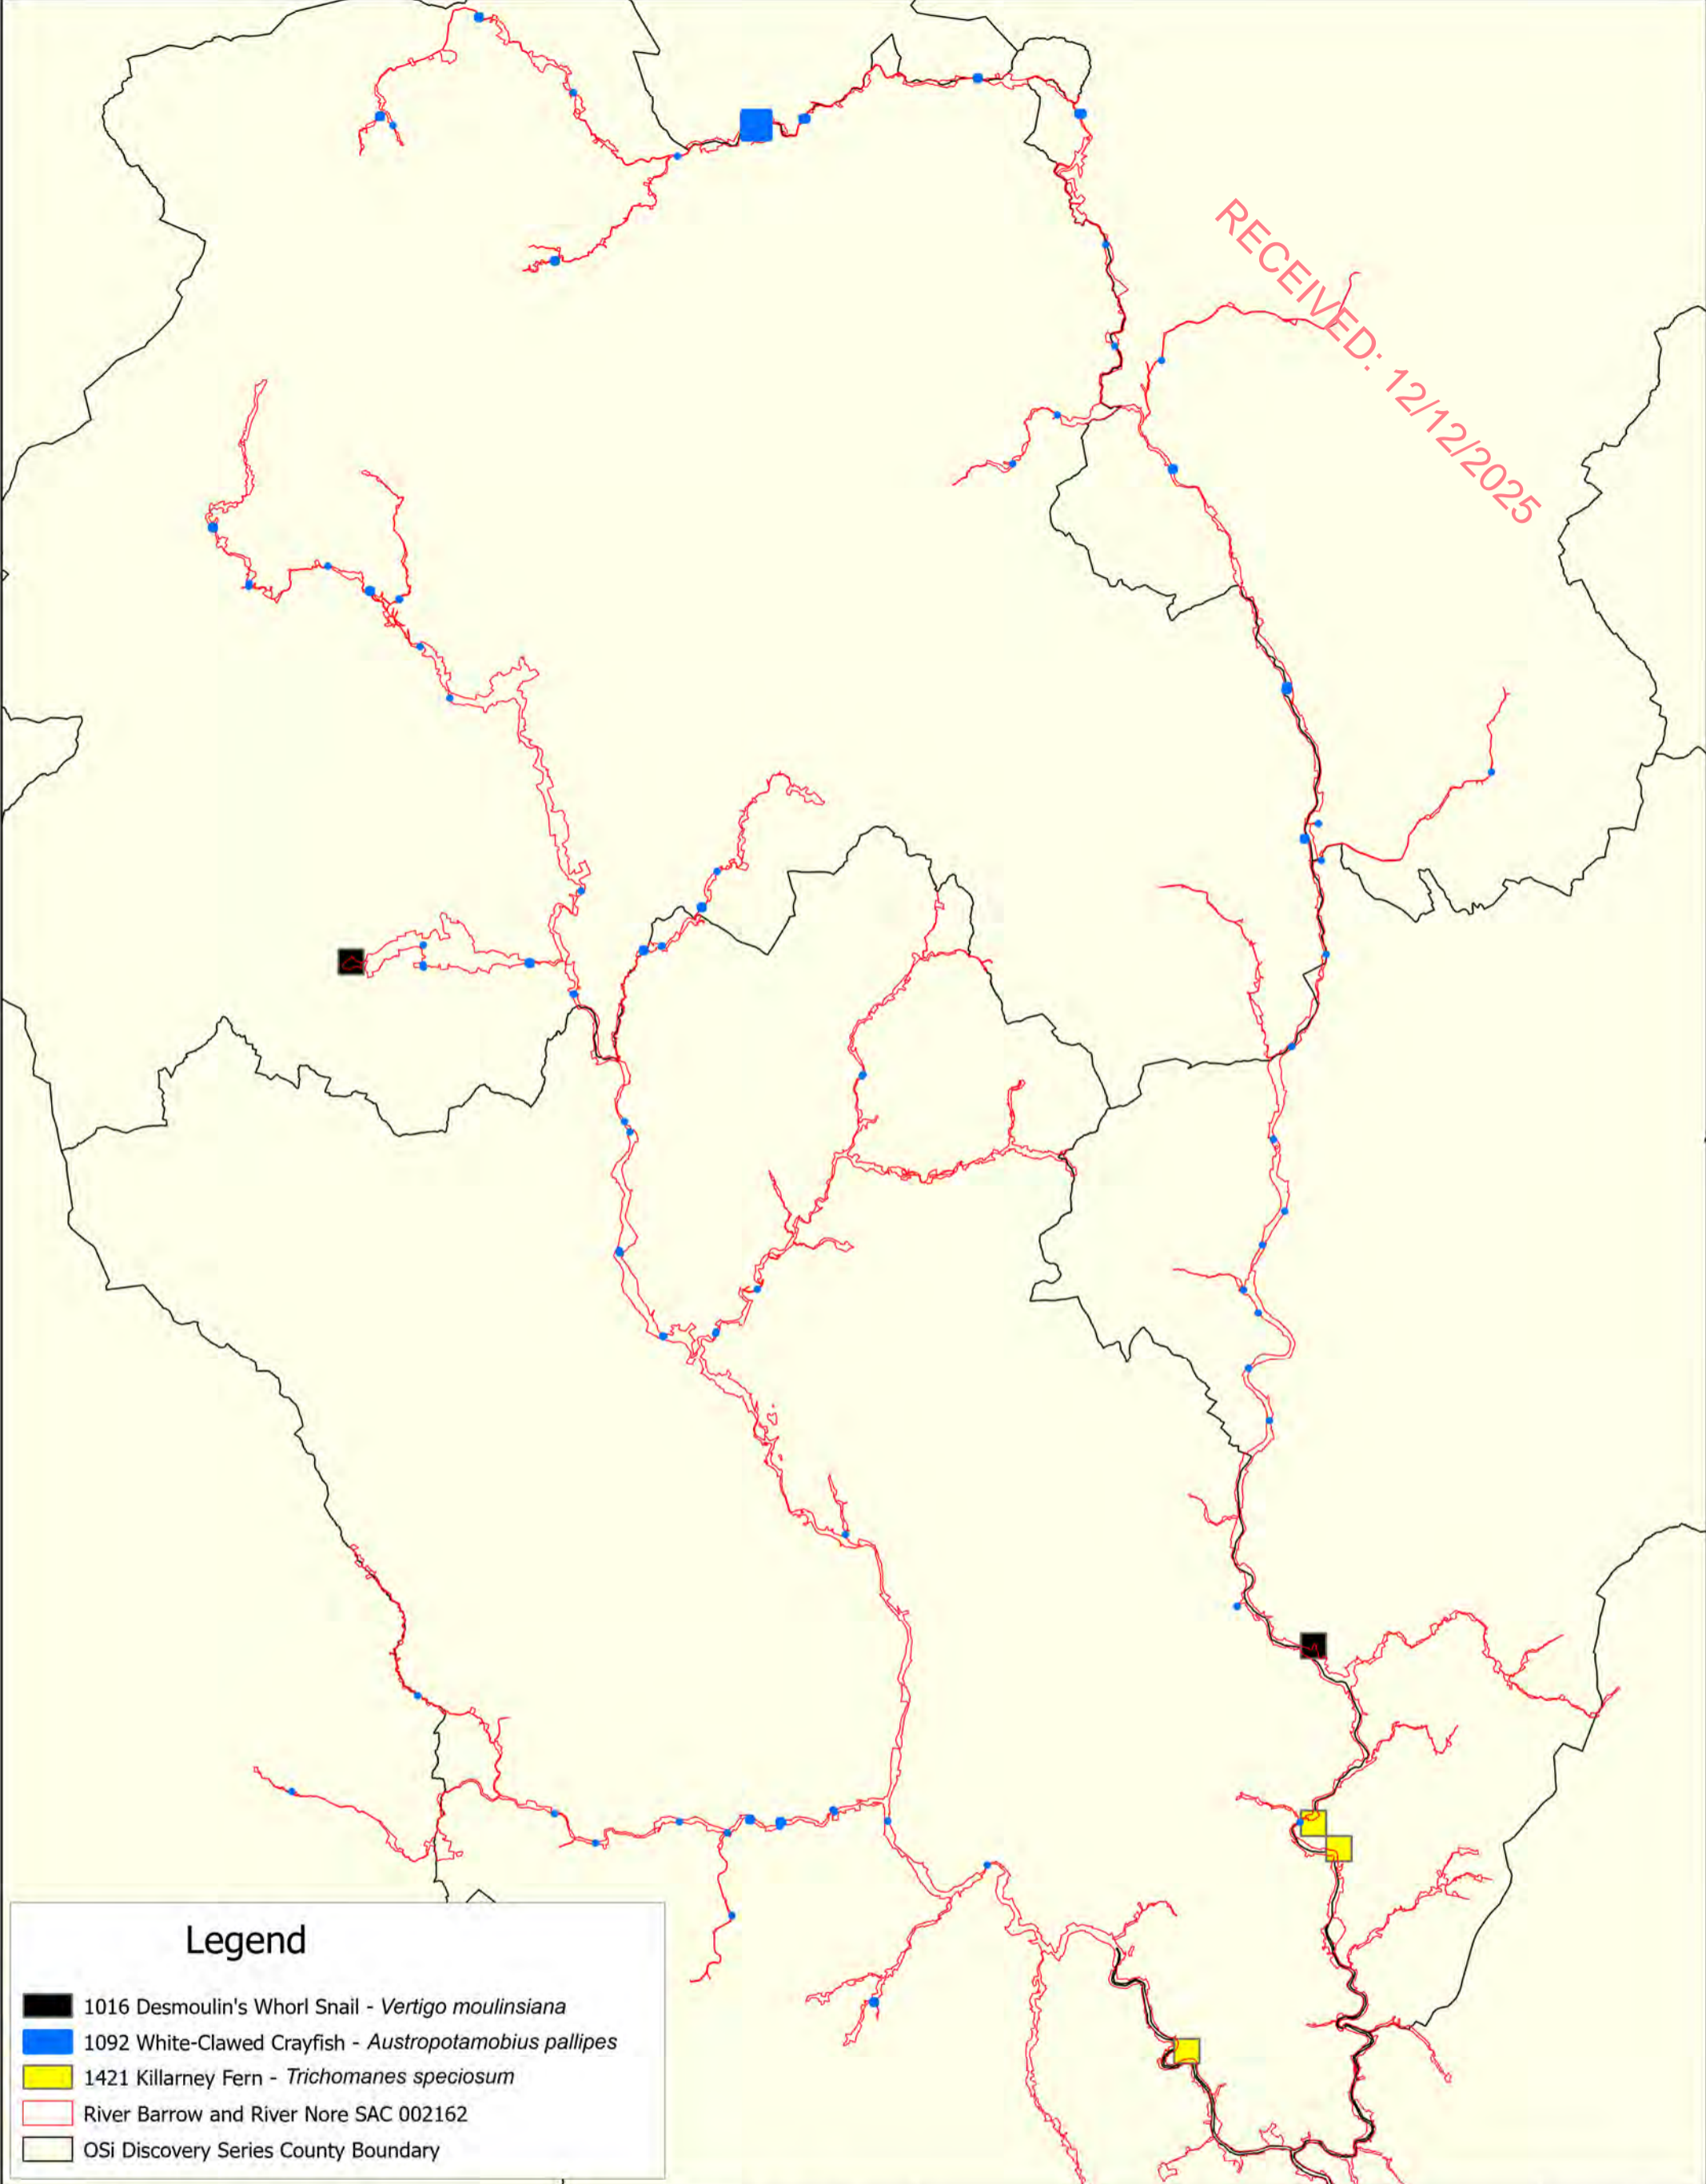 RECEIVED: 12/12/2025
Legend
1016 Desmoulin's Whorl Snail - Vertigo moulinsiana
1092 White-Clawed Crayfish - Austropotamobius pallipes
1421 Killarney Fern - Trichomanes speciosum
River Barrow and River Nore SAC 002162
OSi Discovery Series County Boundary